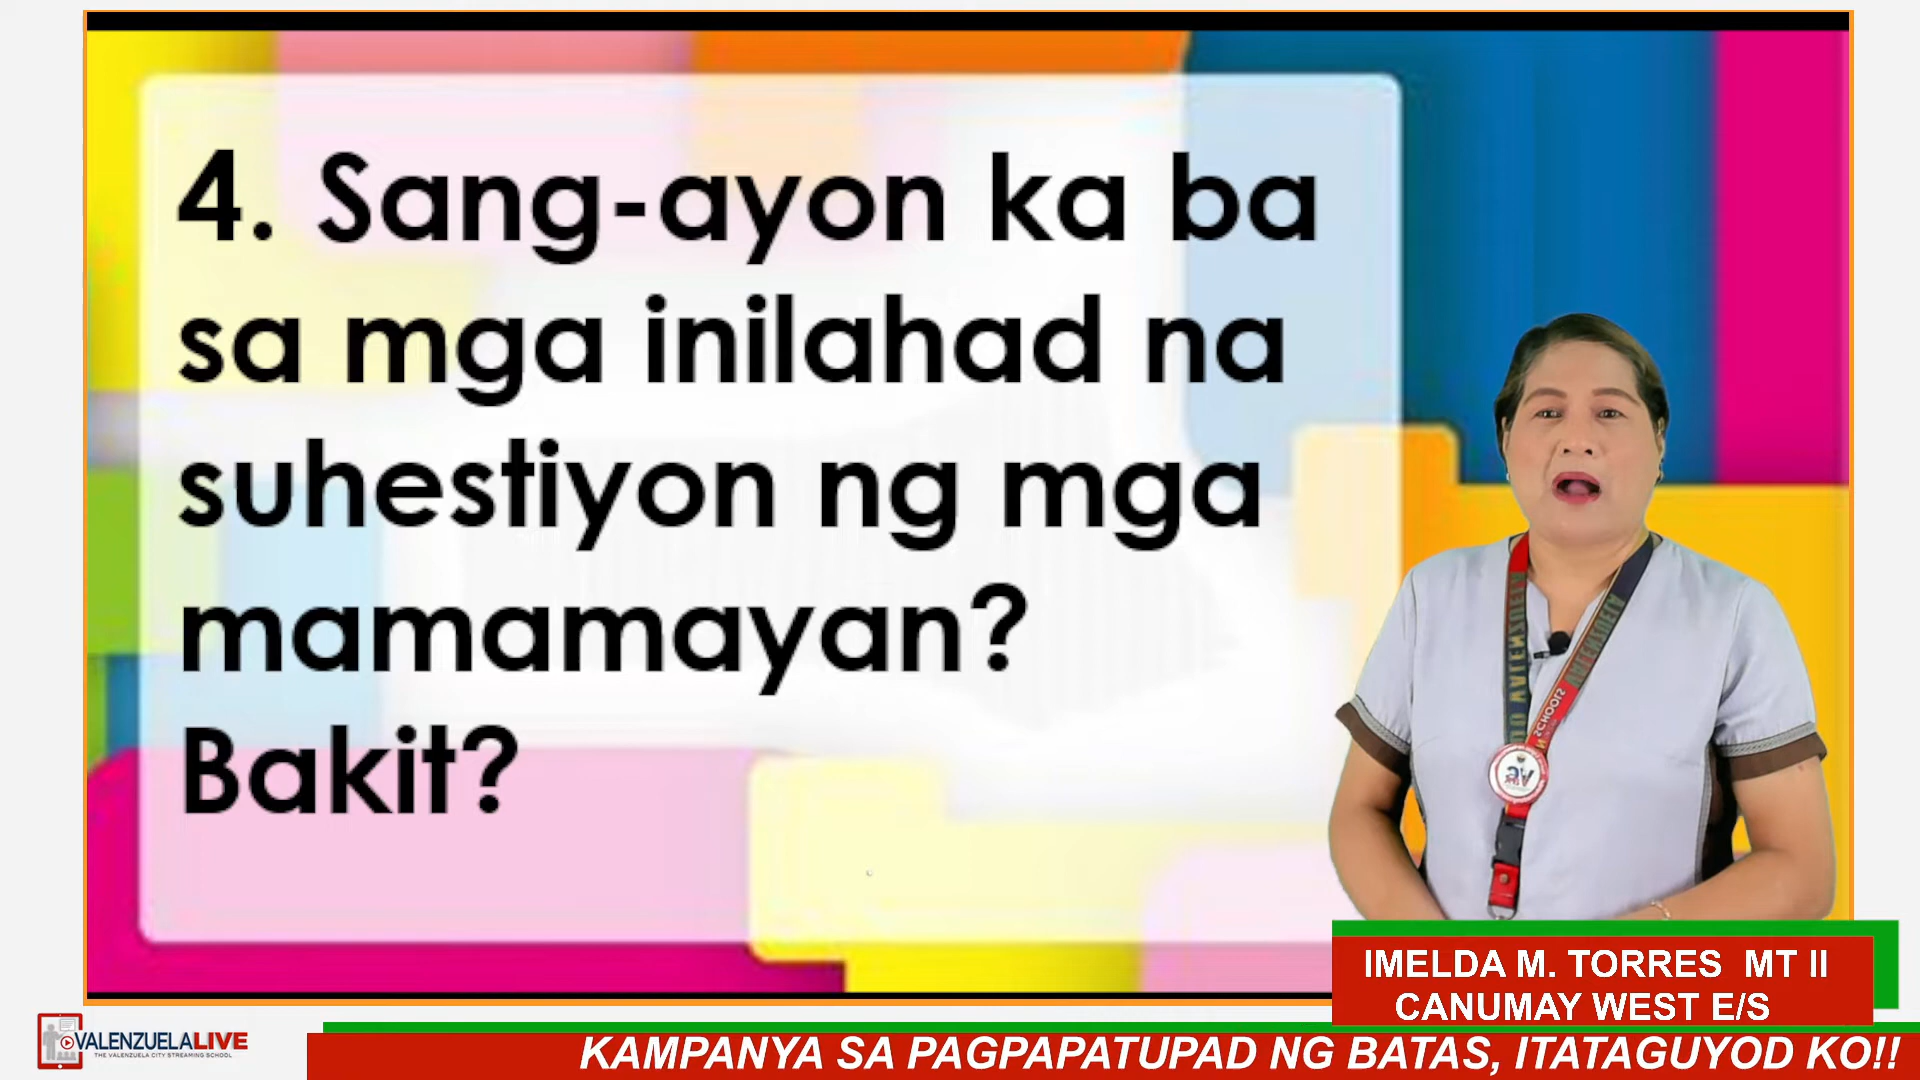 4. Sang-ayon ka ba
sa mga inilahad na
suhestiyon ng mga
mamamayan?
Bakit?
IMELDA M. TORRES MT II
CANUMAY WEST E/S
VALENZUELALIVE
THE VALENZUELA CITY STREAMING SCHOOL
KAMPANYA SA PAGPAPATUPAD NG BATAS, ITATAGUYOD KO!!